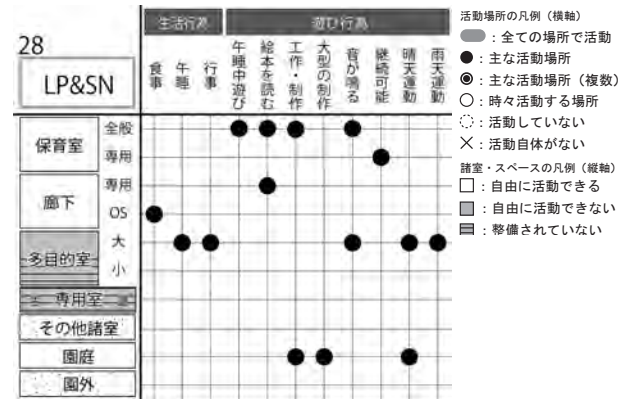 28
LP&SN
生活行為
遊び行為
食事
午睡
行事
午睡中遊び
絵本を読む
工作・制作
大型の制作
音が鳴る
継続可能
晴天運動
雨天運動
保育室
全般
専用
廊下
専用
OS
多目的室
大
小
専用室
その他諸室
園庭
園外
活動場所の凡例（横軸）
：全ての場所で活動
：主な活動場所
：主な活動場所（複数）
：時々活動する場所
：活動していない
：活動自体がない
諸室・スペースの凡例（縦軸）
：自由に活動できる
：自由に活動できない
：整備されていない